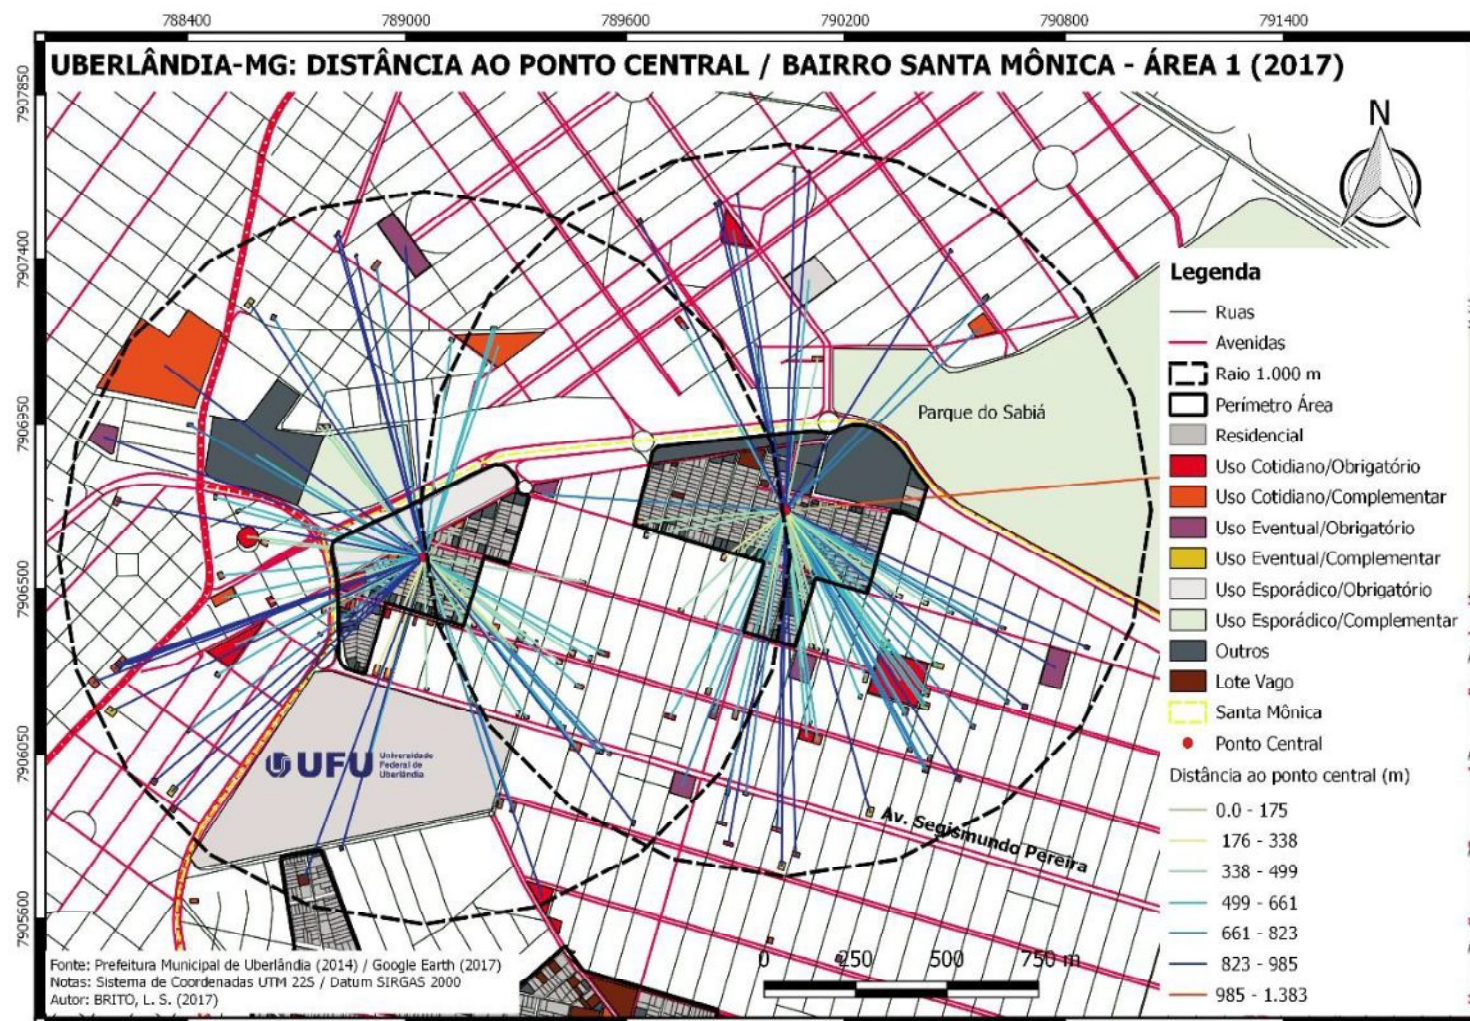 788400 789000 789600 790200 790800 791400
UBERLÂNDIA-MG: DISTÂNCIA AO PONTO CENTRAL / BAIRRO SANTA MÔNICA - ÁREA 1 (2017)
7907850
7907400
7906950
7906500
7906050
7905600
N
Parque do Sabiá
UFU Universidade
Federal de
Uberlândia
Av. Segismundo Pereira
Legenda
Ruas
Avenidas
Raio 1.000 m
Perímetro Área
Residencial
Uso Cotidiano/Obrigatório
Uso Cotidiano/Complementar
Uso Eventual/Obrigatório
Uso Eventual/Complementar
Uso Esporádico/Obrigatório
Uso Esporádico/Complementar
Outros
Lote Vago
Santa Mônica
Ponto Central
Distância ao ponto central (m)
0.0 - 175
176 - 338
338 - 499
499 - 661
661 - 823
823 - 985
985 - 1.383
0 250 500 750 m
Fonte: Prefeitura Municipal de Uberlândia (2014) / Google Earth (2017)
Notas: Sistema de Coordenadas UTM 22S / Datum SIRGAS 2000
Autor: BRITO, L. S. (2017)